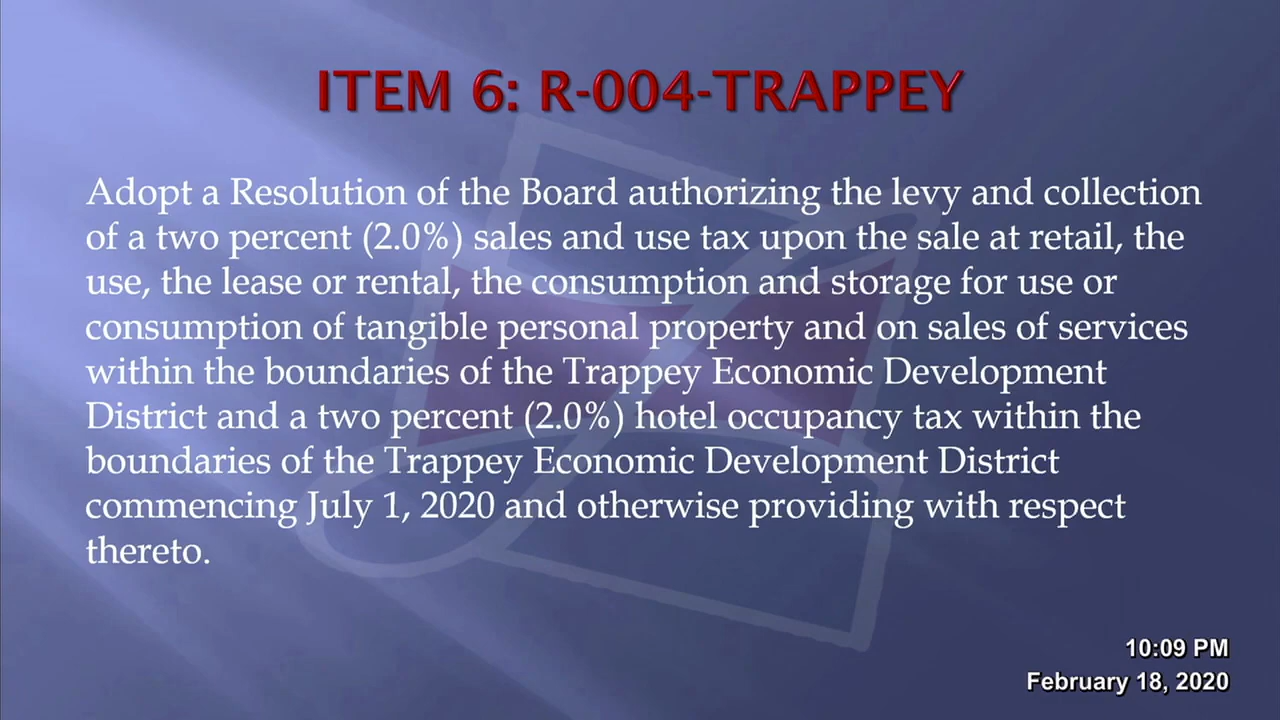 ITEM 6: R-004-TRAPPEY
Adopt a Resolution of the Board authorizing the levy and collection
of a two percent (2.0%) sales and use tax upon the sale at retail, the
use, the lease or rental, the consumption and storage for use or
consumption of tangible personal property and on sales of services
within the boundaries of the Trappey Economic Development
District and a two percent (2.0%) hotel occupancy tax within the
boundaries of the Trappey Economic Development District
commencing July 1, 2020 and otherwise providing with respect
thereto.
10:09 PM
February 18, 2020